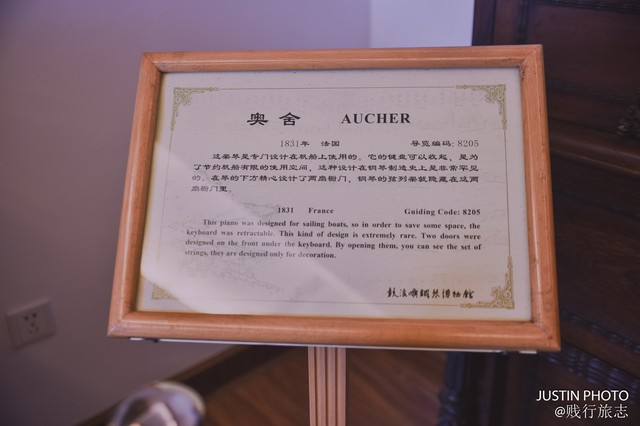 奥舍 AUCHER
1831年 法国 导览编码: 8205
这架琴是专门设计在帆船上使用的。它的键盘可以收起，是为
了节约帆船有限的使用空间，这种设计在钢琴制造史上是非常罕见
的。在琴的下方精心设计了两扇橱门，钢琴的弦列架就隐藏在这两
扇橱门里。
1831 France Guiding Code: 8205
This piano was designed for sailing boats, so in order to save some space, the
keyboard was retractable. This kind of design is extremely rare. Two doors were
designed on the front under the keyboard. By opening them, you can see the set of
strings, they are designed only for decoration.
鼓浪屿钢琴博物馆
JUSTIN PHOTO
@贱行旅志